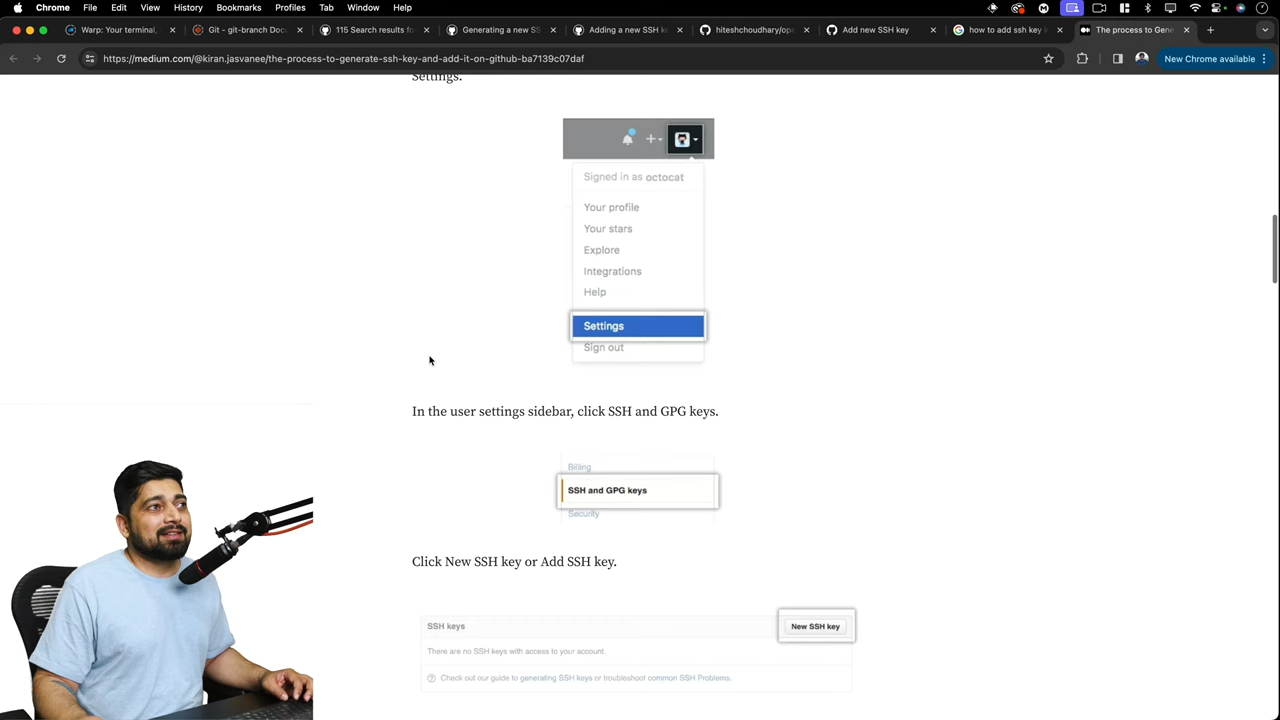 Chrome File Edit View History Bookmarks Profiles Tab Window Help
Warp: Your terminal,
Git - git-branch Docu
115 Search results fo
Generating a new SS
Adding a new SSH k
hiteshchoudhary/ope
Add new SSH key
how to add ssh key i
The process to Gene
https://medium.com/@kiran.jasvanee/the-process-to-generate-ssh-key-and-add-it-on-github-ba7139c07daf
New Chrome available
Settings.
Signed in as octocat
Your profile
Your stars
Explore
Integrations
Help
Settings
Sign out
In the user settings sidebar, click SSH and GPG keys.
Billing
SSH and GPG keys
Security
Click New SSH key or Add SSH key.
SSH keys
New SSH key
There are no SSH keys with access to your account.
Check out our guide to generating SSH keys or troubleshoot common SSH Problems.